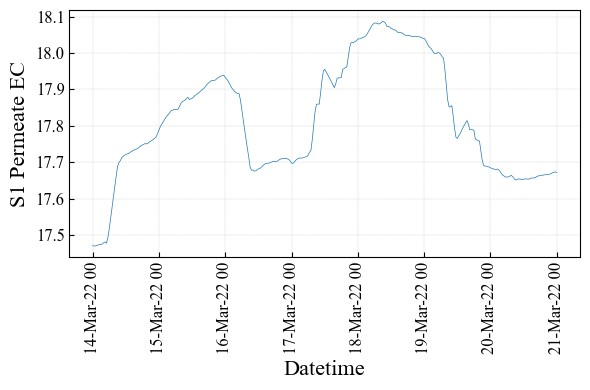 18.1
18.0
17.9
17.8
17.7
17.6
17.5
S1 Permeate EC
14-Mar-22 00
15-Mar-22 00
16-Mar-22 00
17-Mar-22 00
18-Mar-22 00
19-Mar-22 00
20-Mar-22 00
21-Mar-22 00
Datetime